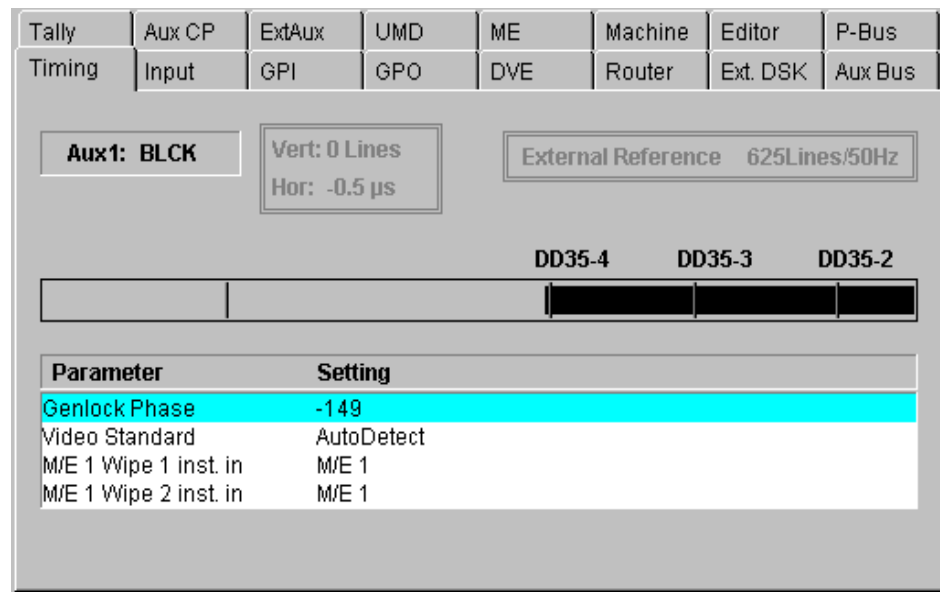 Tally Aux CP ExtAux UMD ME Machine Editor P-Bus
Timing Input GPI GPO DVE Router Ext. DSK Aux Bus
Aux1: BLCK
Vert: 0 Lines
Hor: -0.5 µs
External Reference 625Lines/50Hz
DD35-4 DD35-3 DD35-2
Parameter Setting
Genlock Phase -149
Video Standard AutoDetect
M/E 1 Wipe 1 inst. in M/E 1
M/E 1 Wipe 2 inst. in M/E 1